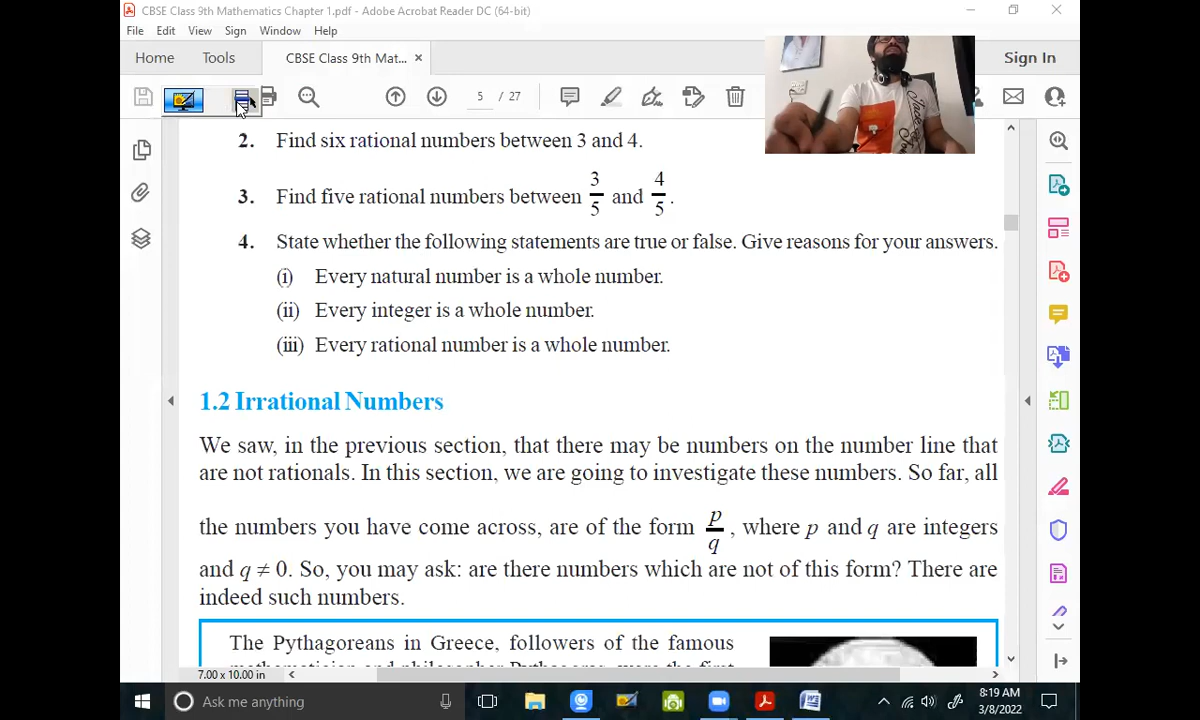 CBSE Class 9th Mathematics Chapter 1.pdf - Adobe Acrobat Reader DC (64-bit)
File Edit View Sign Window Help
Home Tools CBSE Class 9th Mat... × Sign In
5 / 27
2. Find six rational numbers between 3 and 4.
3. Find five rational numbers between 3/5 and 4/5.
4. State whether the following statements are true or false. Give reasons for your answers.
(i) Every natural number is a whole number.
(ii) Every integer is a whole number.
(iii) Every rational number is a whole number.
1.2 Irrational Numbers
We saw, in the previous section, that there may be numbers on the number line that
are not rationals. In this section, we are going to investigate these numbers. So far, all
the numbers you have come across, are of the form p/q, where p and q are integers
and q ≠ 0. So, you may ask: are there numbers which are not of this form? There are
indeed such numbers.
The Pythagoreans in Greece, followers of the famous
mathematician and philosopher Pythagoras, were the first
7.00 x 10.00 in
Ask me anything
8:19 AM
3/8/2022